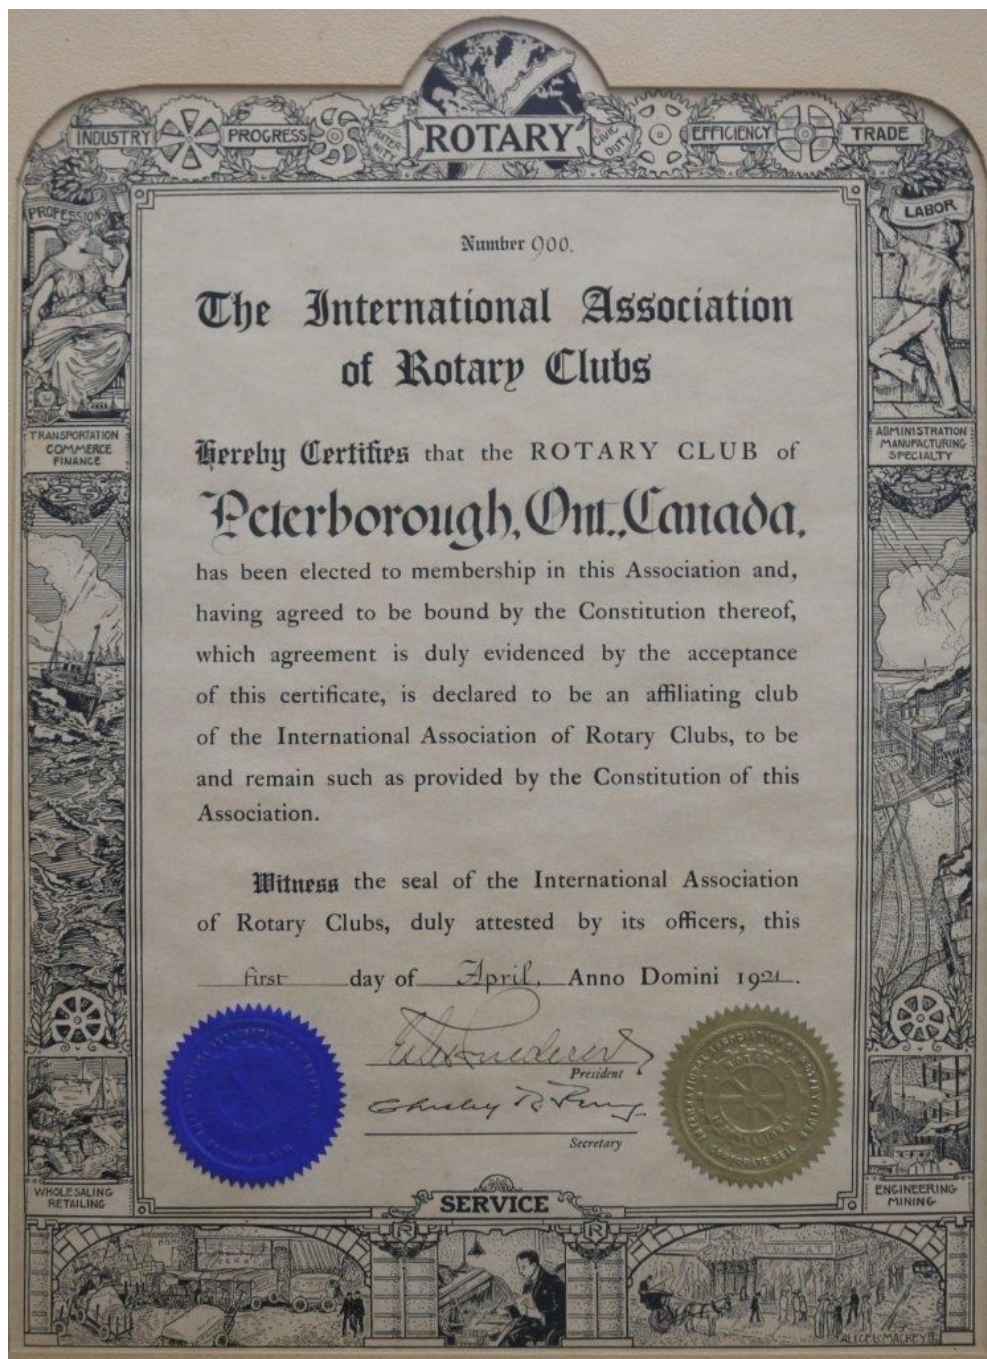 ROTARY
INDUSTRY
PROGRESS
FRATERNITY
CIVIC DUTY
EFFICIENCY
TRADE
PROFESSIONS
LABOR
Number 900.
The International Association
of Rotary Clubs
Hereby Certifies that the ROTARY CLUB of
Peterborough, Ont., Canada.
has been elected to membership in this Association and,
having agreed to be bound by the Constitution thereof,
which agreement is duly evidenced by the acceptance
of this certificate, is declared to be an affiliating club
of the International Association of Rotary Clubs, to be
and remain such as provided by the Constitution of this
Association.
Witness the seal of the International Association
of Rotary Clubs, duly attested by its officers, this
first day of April, Anno Domini 1921.
President
Chesley R. Perry
Secretary
TRANSPORTATION
COMMERCE
FINANCE
ADMINISTRATION
MANUFACTURING
SPECIALTY
WHOLESALING
RETAILING
ENGINEERING
MINING
SERVICE
R
R
WHEAT